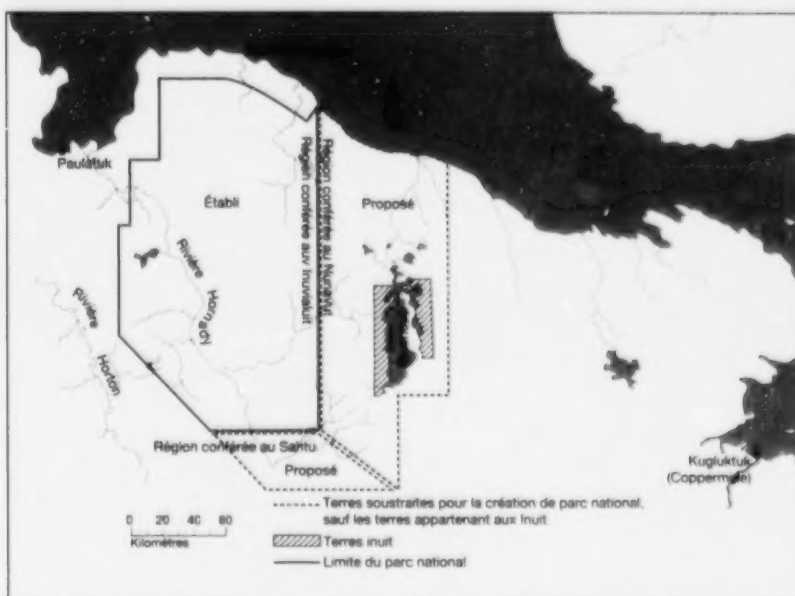 Paulatuk
Établi
Proposé
Région conférée au Nunavut
Région conférée auv Inuvialuit
Rivière
Hornady
Rivière
Horton
Région conférée au Sahtu
Proposé
Kugluktuk
(Coppermine)
0 20 40 60
Kilomètres
Terres soustraites pour la création de parc national,
sauf les terres appartenant aux Inuit
Terres inuit
Limite du parc national